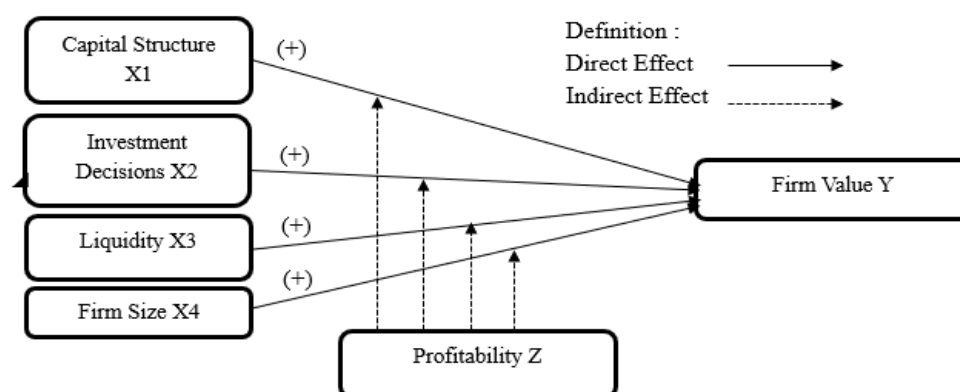 Capital Structure
X1
(+)
Definition :
Direct Effect
Indirect Effect
Investment
Decisions X2
(+)
Firm Value Y
Liquidity X3
(+)
Firm Size X4
(+)
Profitability Z